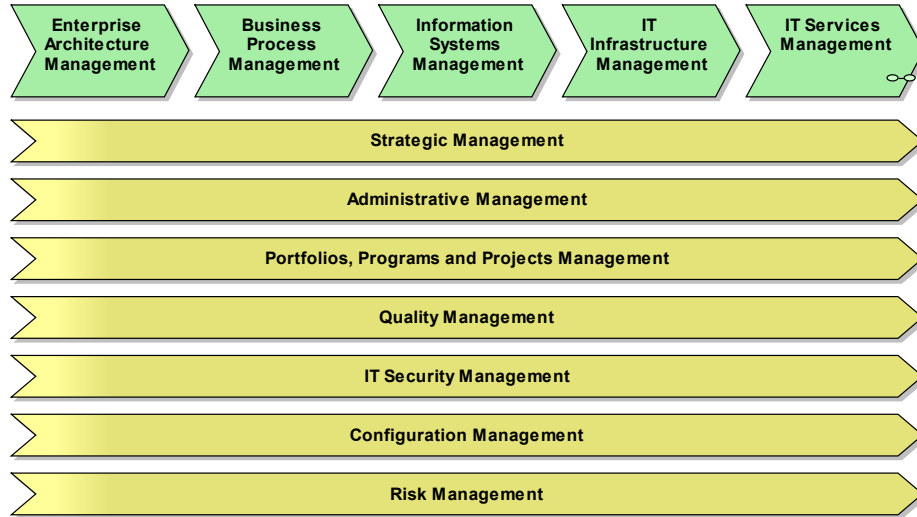 Enterprise
Architecture
Management
Business
Process
Management
Information
Systems
Management
IT
Infrastructure
Management
IT Services
Management
Strategic Management
Administrative Management
Portfolios, Programs and Projects Management
Quality Management
IT Security Management
Configuration Management
Risk Management